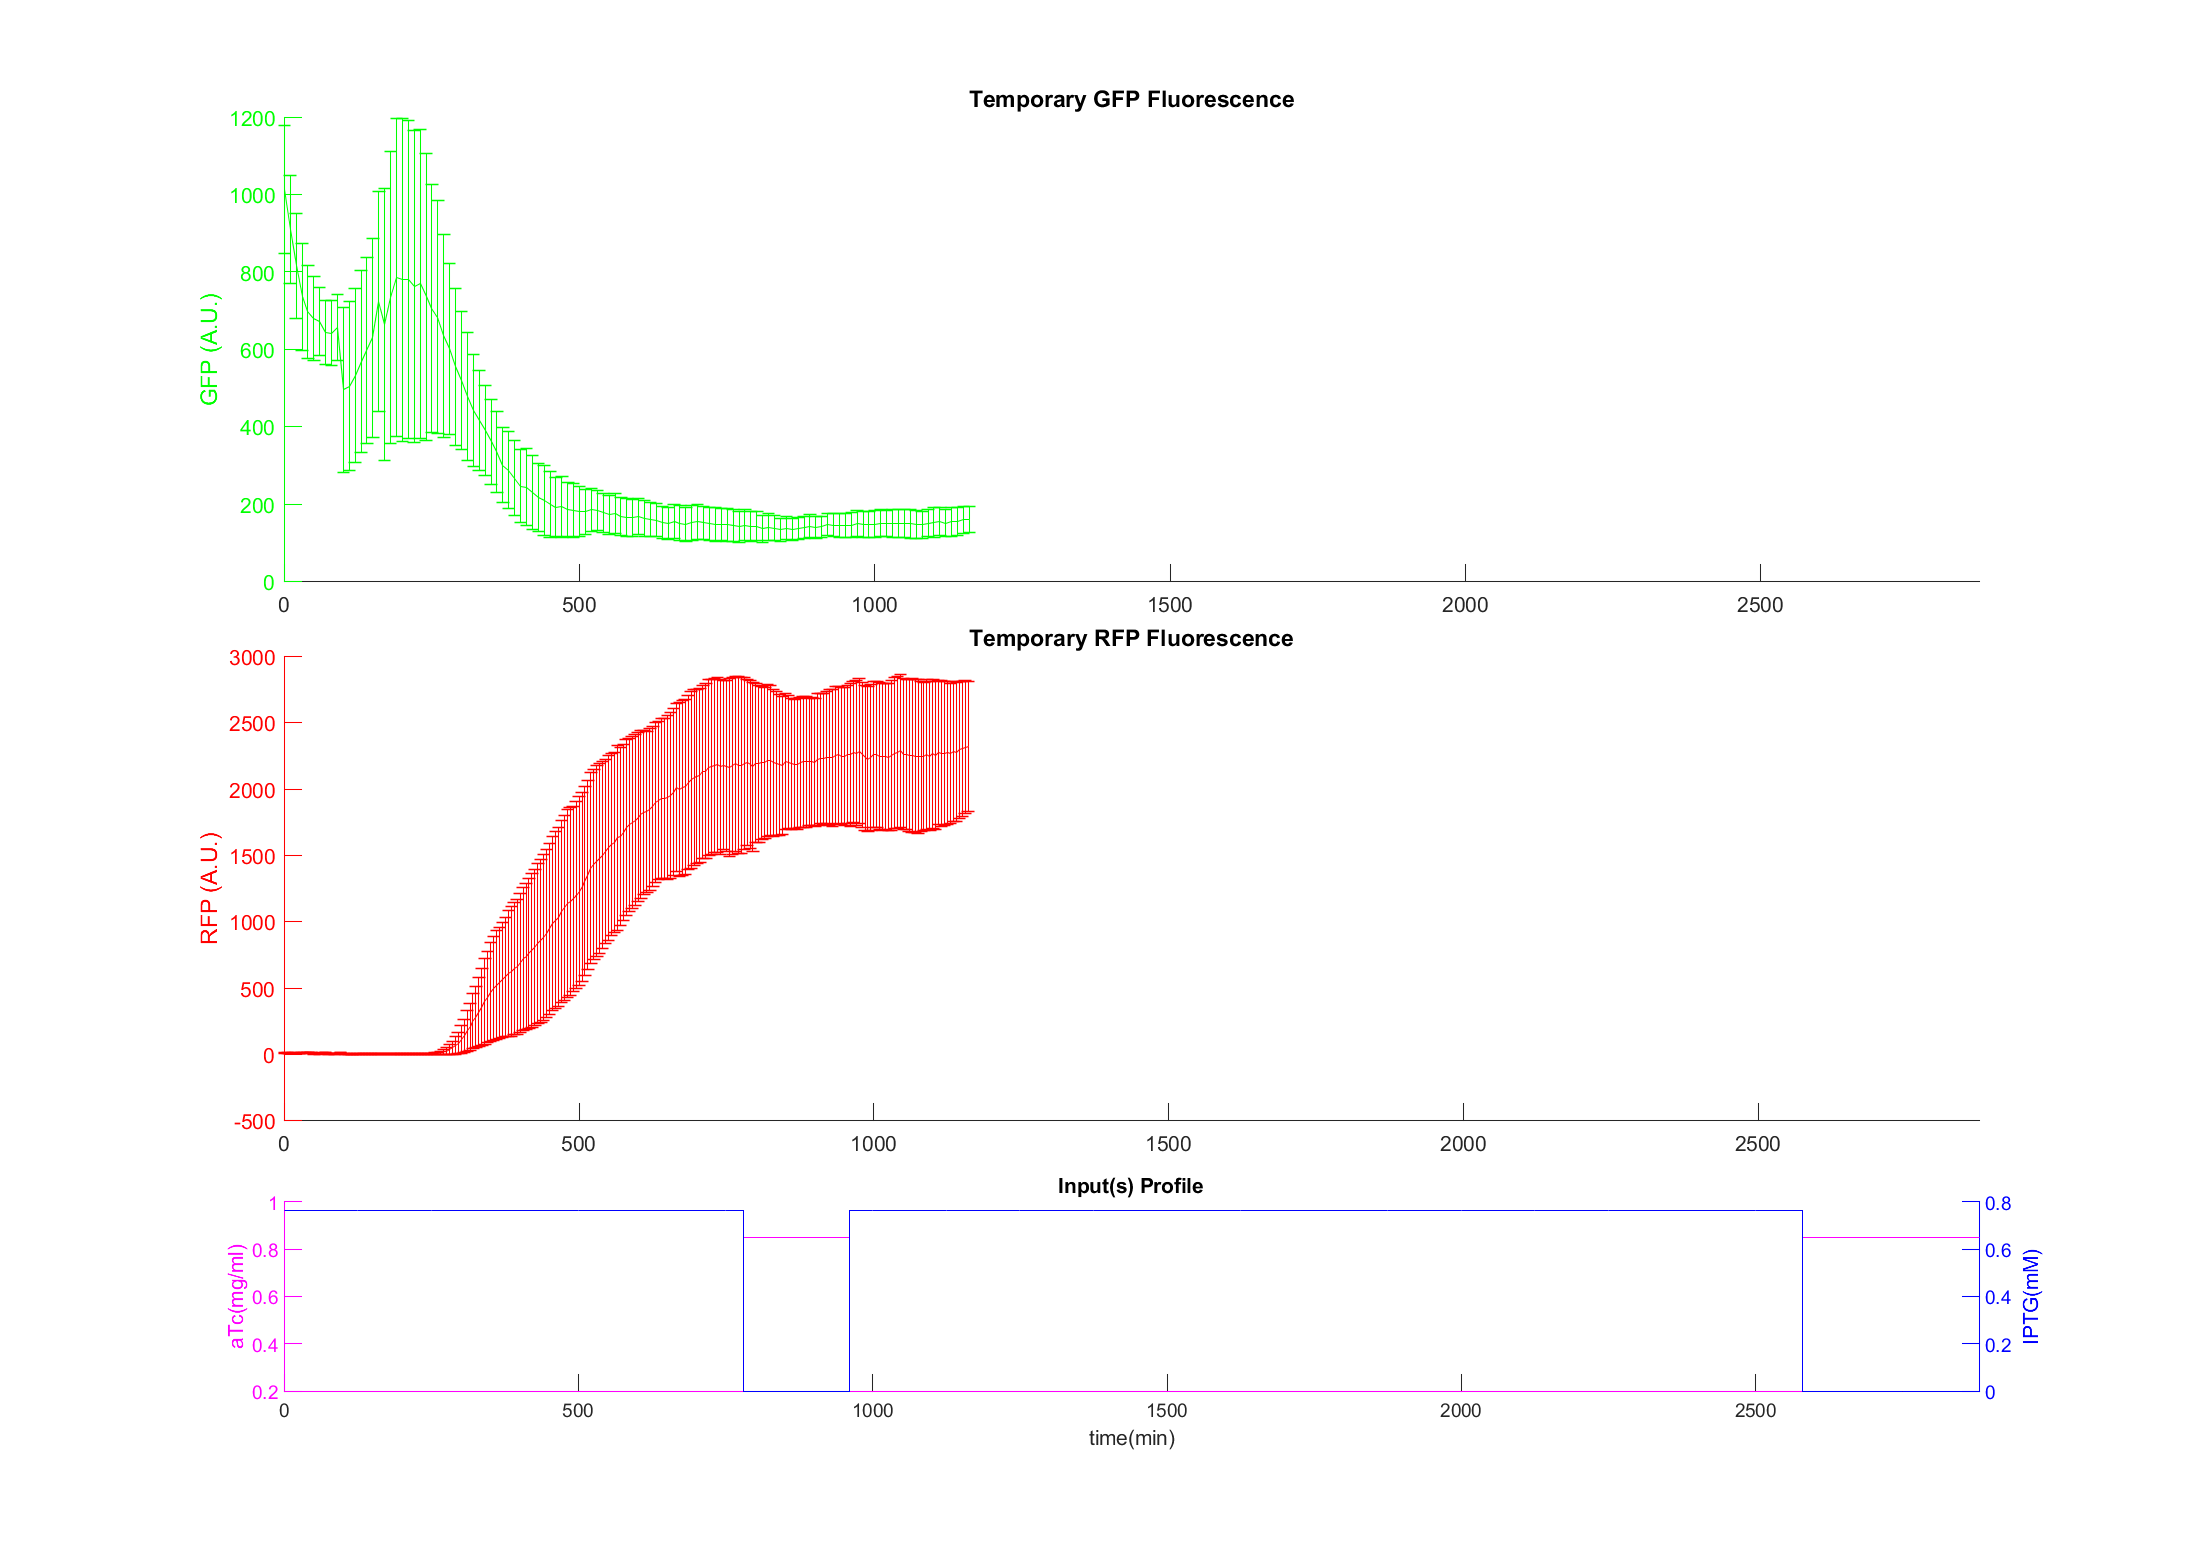 Temporary GFP Fluorescence
1200
1000
800
600
400
200
0
GFP (A.U.)
0 500 1000 1500 2000 2500
Temporary RFP Fluorescence
3000
2500
2000
1500
1000
500
0
-500
RFP (A.U.)
0 500 1000 1500 2000 2500
Input(s) Profile
1
0.8
0.6
0.4
0.2
aTc(mg/ml)
0.8
0.6
0.4
0.2
0
IPTG(mM)
0 500 1000 1500 2000 2500
time(min)